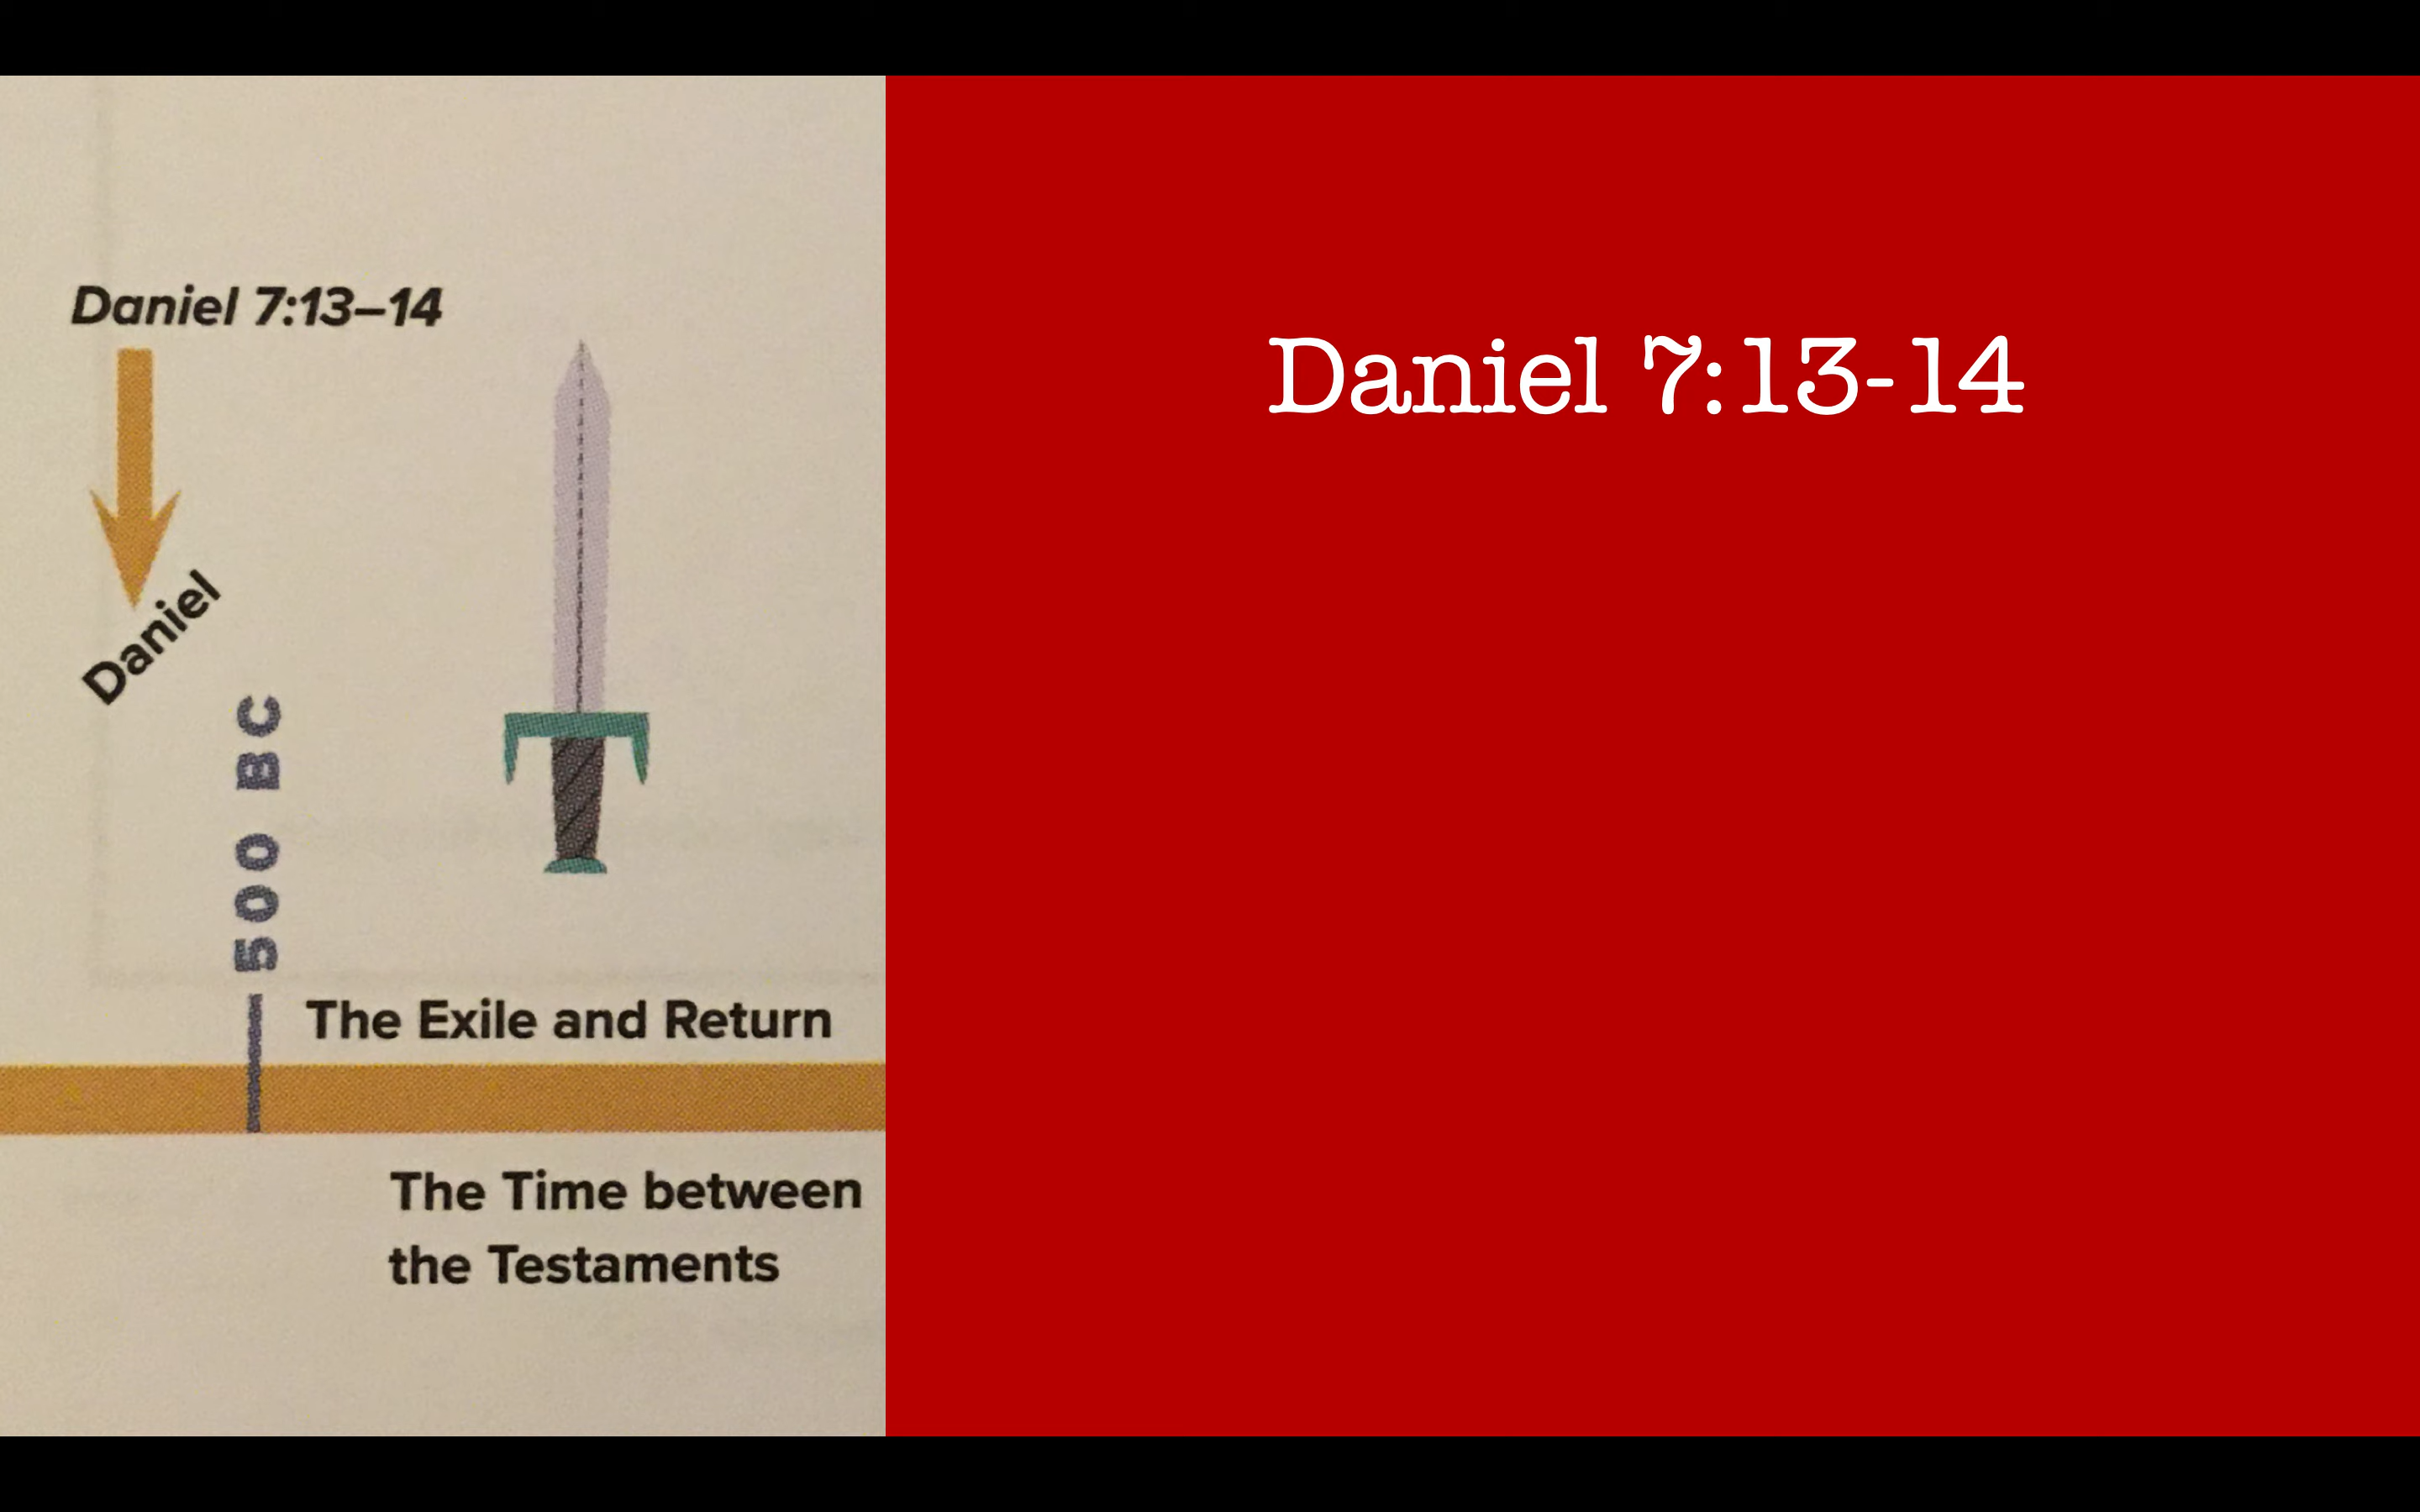 Daniel 7:13–14
Daniel
500 BC
The Exile and Return
The Time between
the Testaments
Daniel 7:13-14